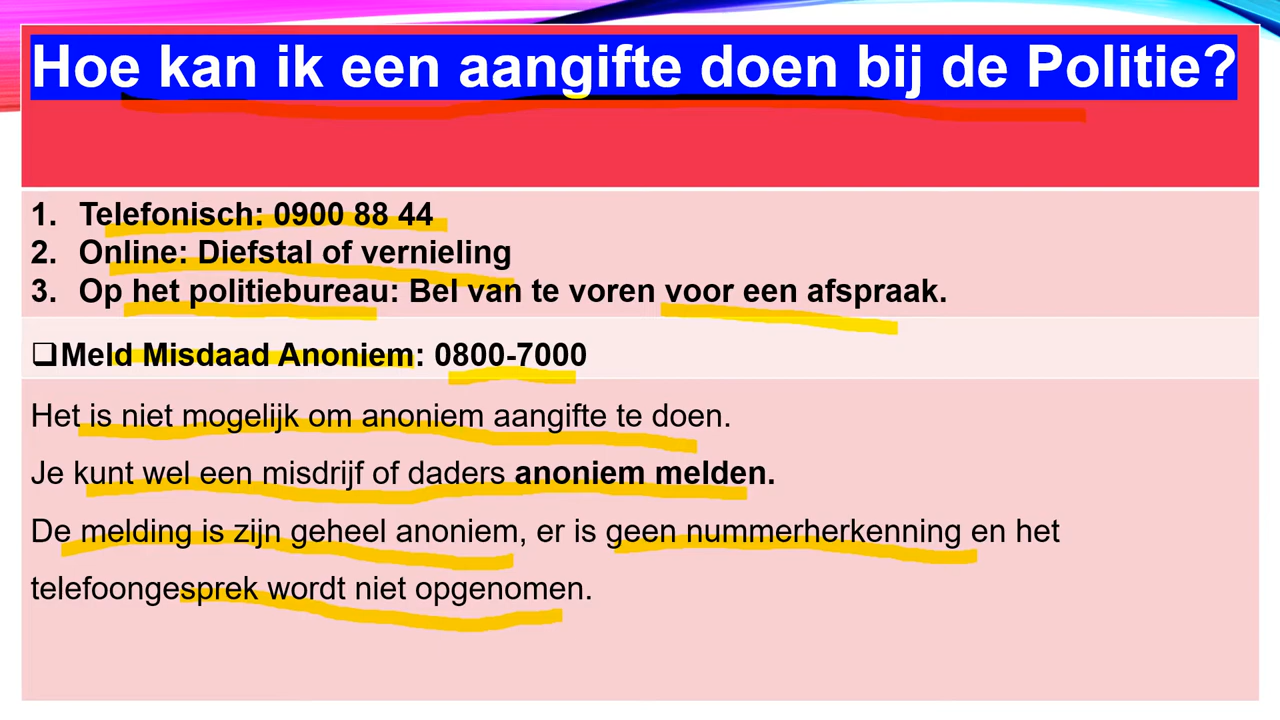 Hoe kan ik een aangifte doen bij de Politie?
1. Telefonisch: 0900 88 44
2. Online: Diefstal of vernieling
3. Op het politiebureau: Bel van te voren voor een afspraak.
❑Meld Misdaad Anoniem: 0800-7000
Het is niet mogelijk om anoniem aangifte te doen.
Je kunt wel een misdrijf of daders anoniem melden.
De melding is zijn geheel anoniem, er is geen nummerherkenning en het
telefoongesprek wordt niet opgenomen.